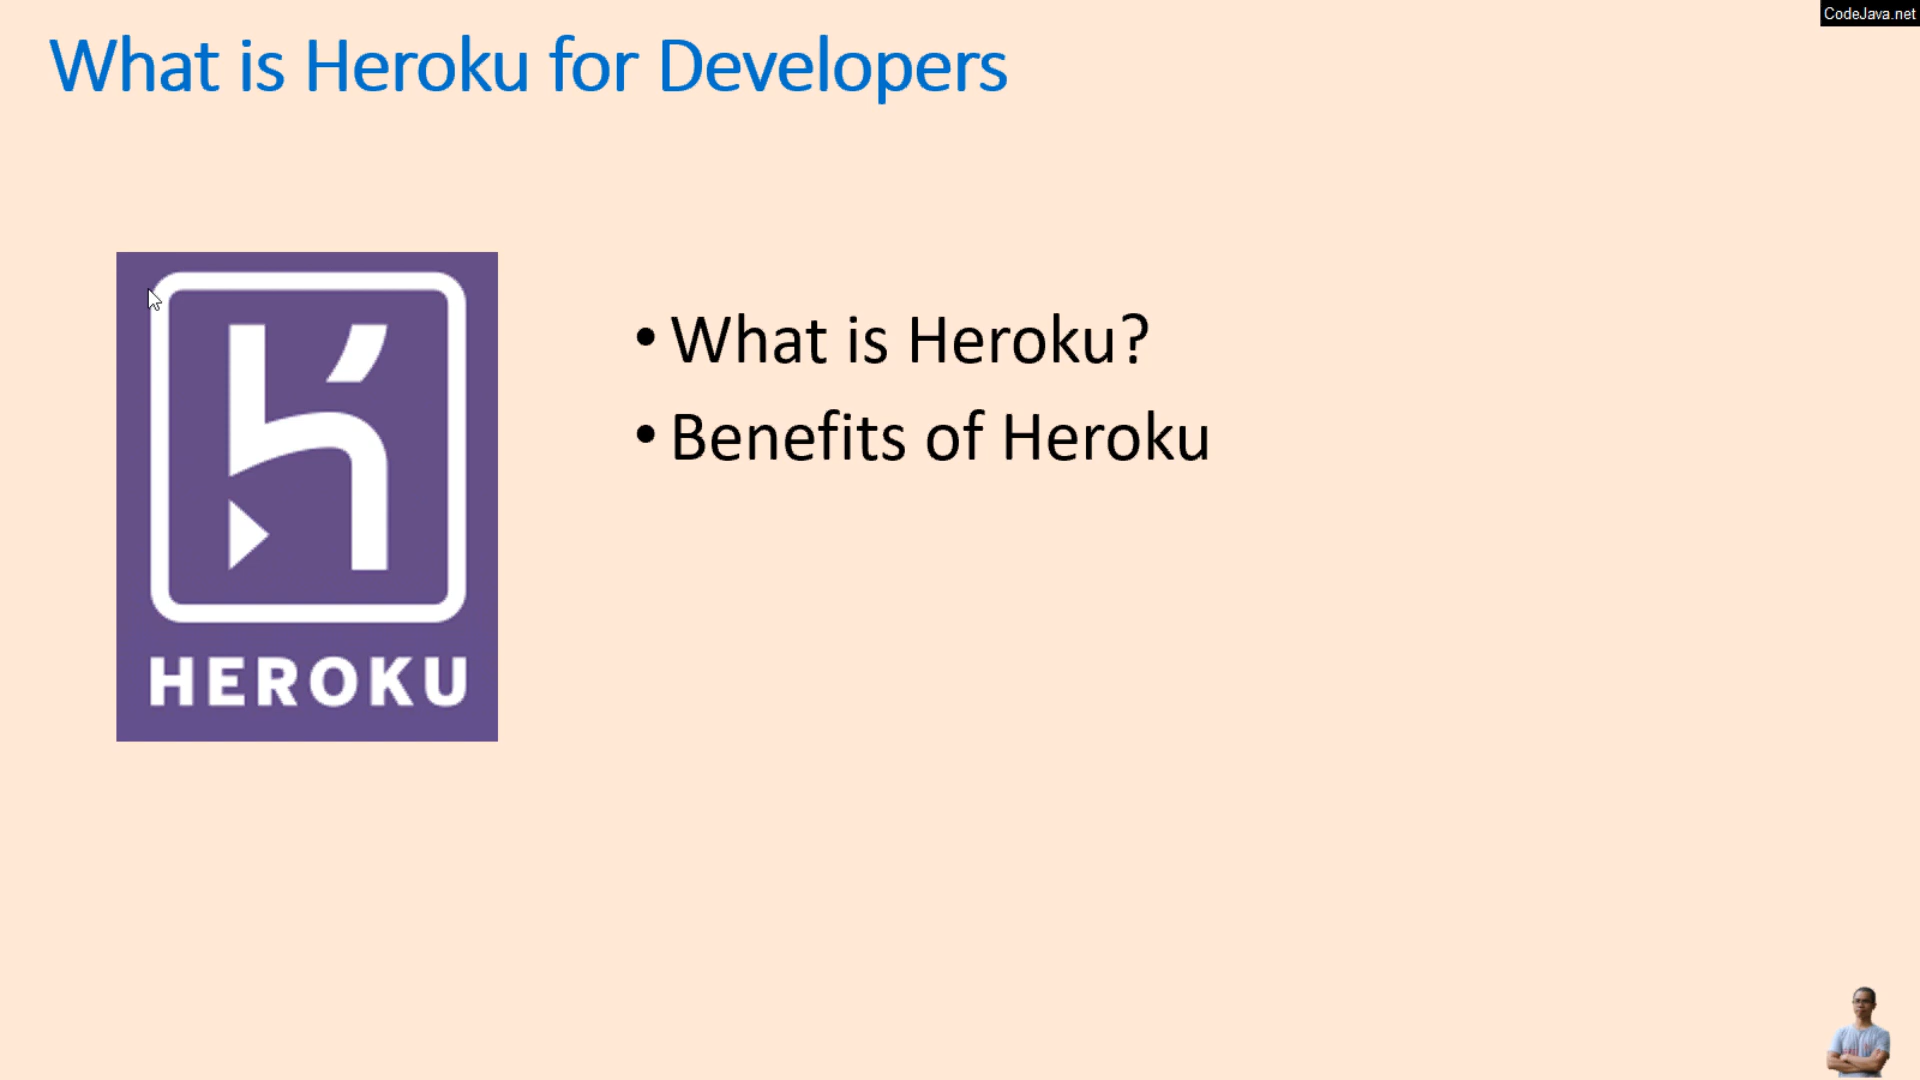 CodeJava.net
What is Heroku for Developers
• What is Heroku?
• Benefits of Heroku
HEROKU